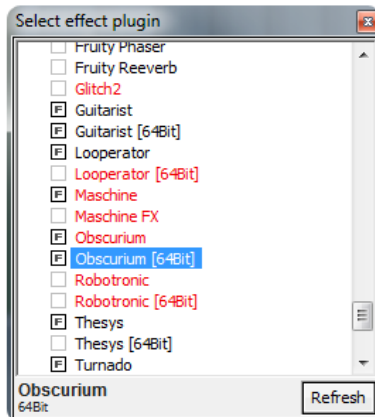 Select effect plugin
Fruity Phaser
Fruity Reeverb
Glitch2
F Guitarist
F Guitarist [64Bit]
F Looperator
Looperator [64Bit]
F Maschine
Maschine FX
F Obscurium
F Obscurium [64Bit]
Robotronic
Robotronic [64Bit]
F Thesys
Thesys [64Bit]
F Turnado
Obscurium
64Bit
Refresh